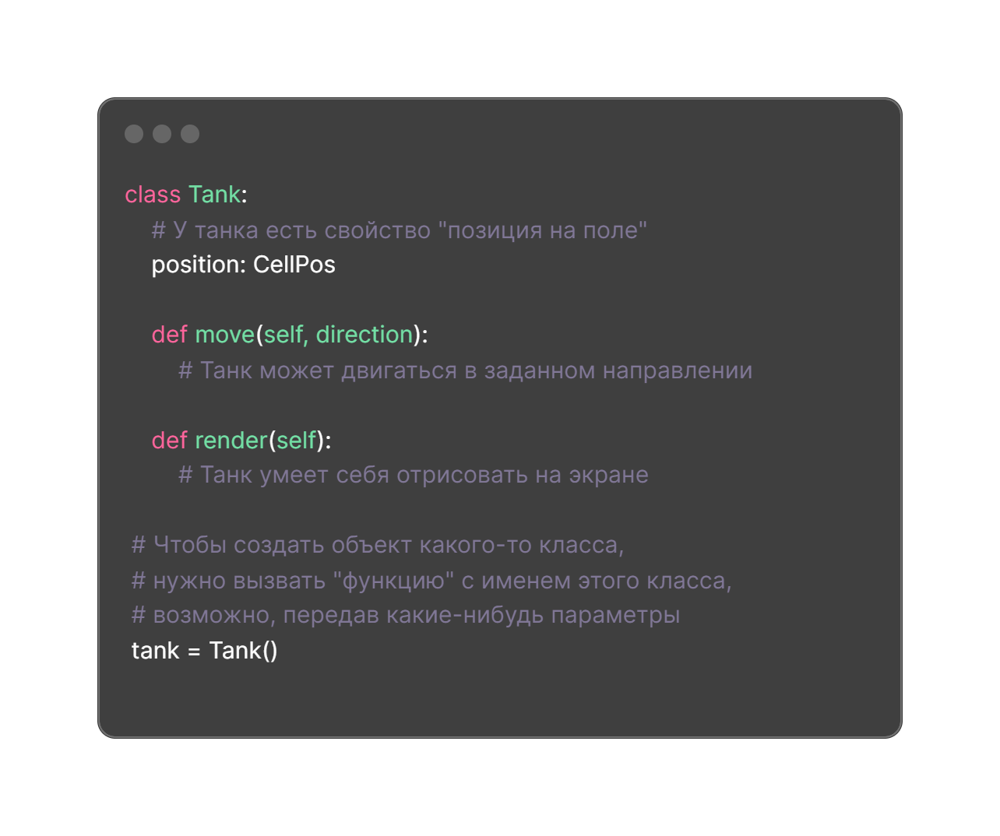 class Tank:
    # У танка есть свойство "позиция на поле"
    position: CellPos
    def move(self, direction):
        # Танк может двигаться в заданном направлении
    def render(self):
        # Танк умеет себя отрисовать на экране
# Чтобы создать объект какого-то класса,
# нужно вызвать "функцию" с именем этого класса,
# возможно, передав какие-нибудь параметры
tank = Tank()